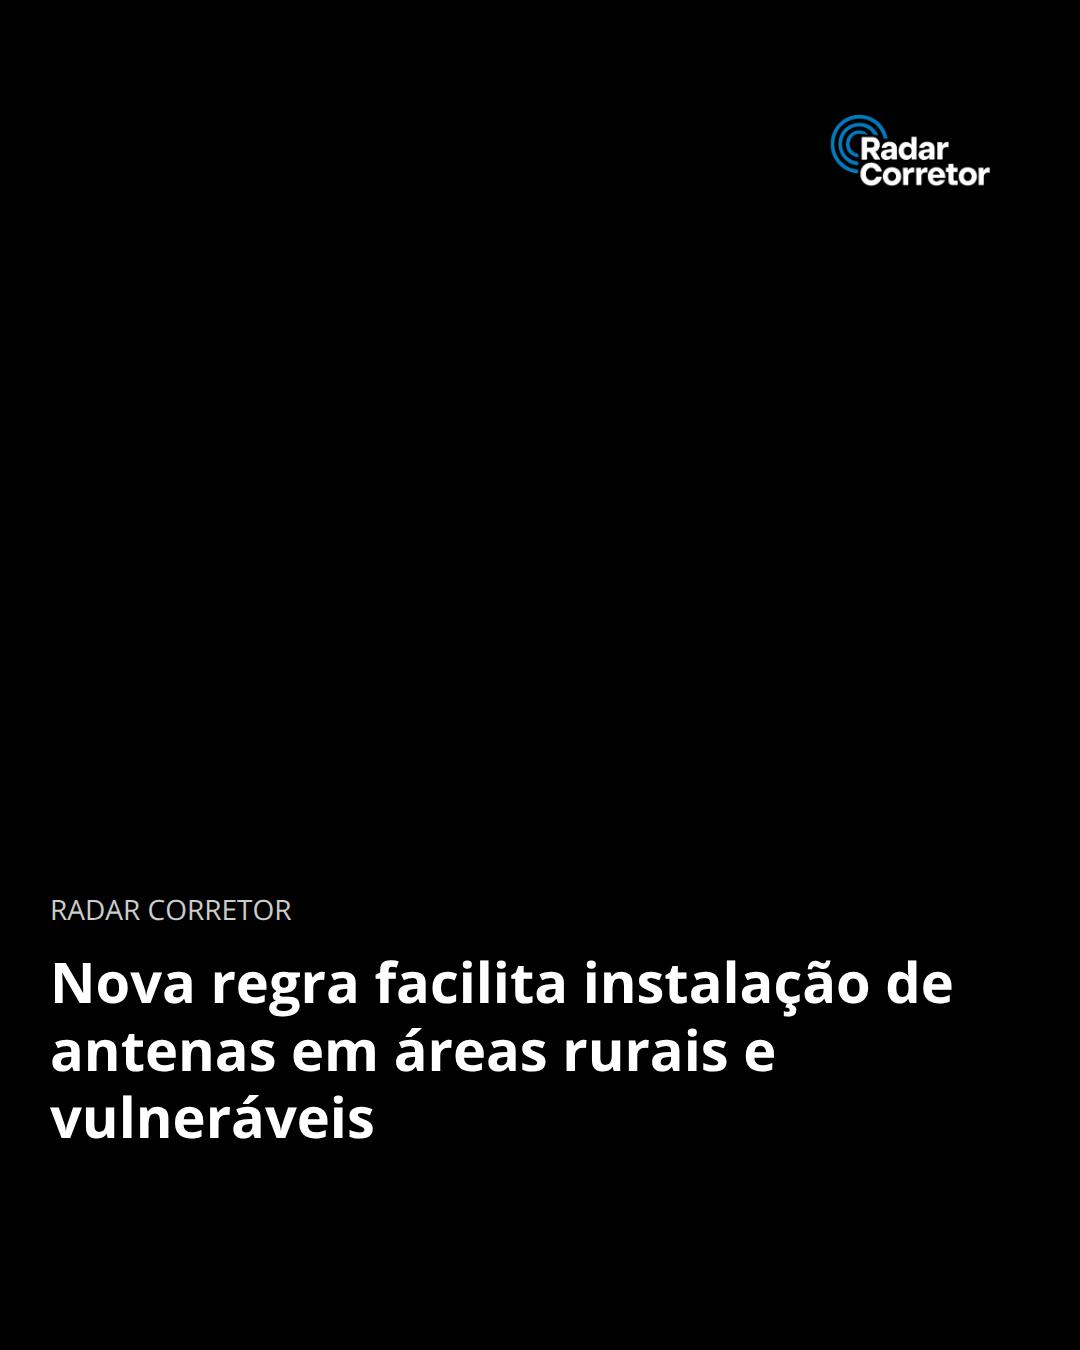 Radar
Corretor
RADAR CORRETOR
Nova regra facilita instalação de
antenas em áreas rurais e
vulneráveis